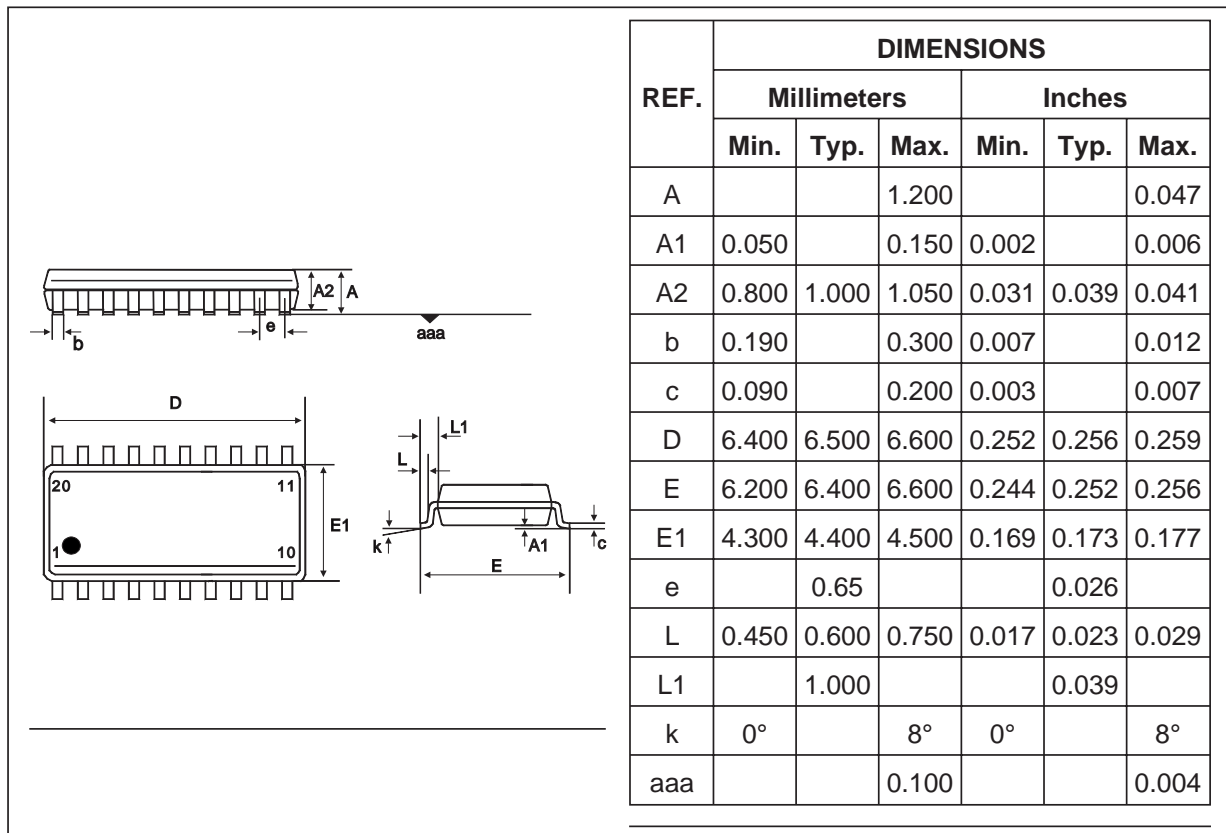 A2 A
b
e
aaa
D
20 11
1 10
E1
L1
L
k
A1
c
E
DIMENSIONS
REF. Millimeters Inches
Min. Typ. Max. Min. Typ. Max.
A 1.200 0.047
A1 0.050 0.150 0.002 0.006
A2 0.800 1.000 1.050 0.031 0.039 0.041
b 0.190 0.300 0.007 0.012
c 0.090 0.200 0.003 0.007
D 6.400 6.500 6.600 0.252 0.256 0.259
E 6.200 6.400 6.600 0.244 0.252 0.256
E1 4.300 4.400 4.500 0.169 0.173 0.177
e 0.65 0.026
L 0.450 0.600 0.750 0.017 0.023 0.029
L1 1.000 0.039
k 0° 8° 0° 8°
aaa 0.100 0.004